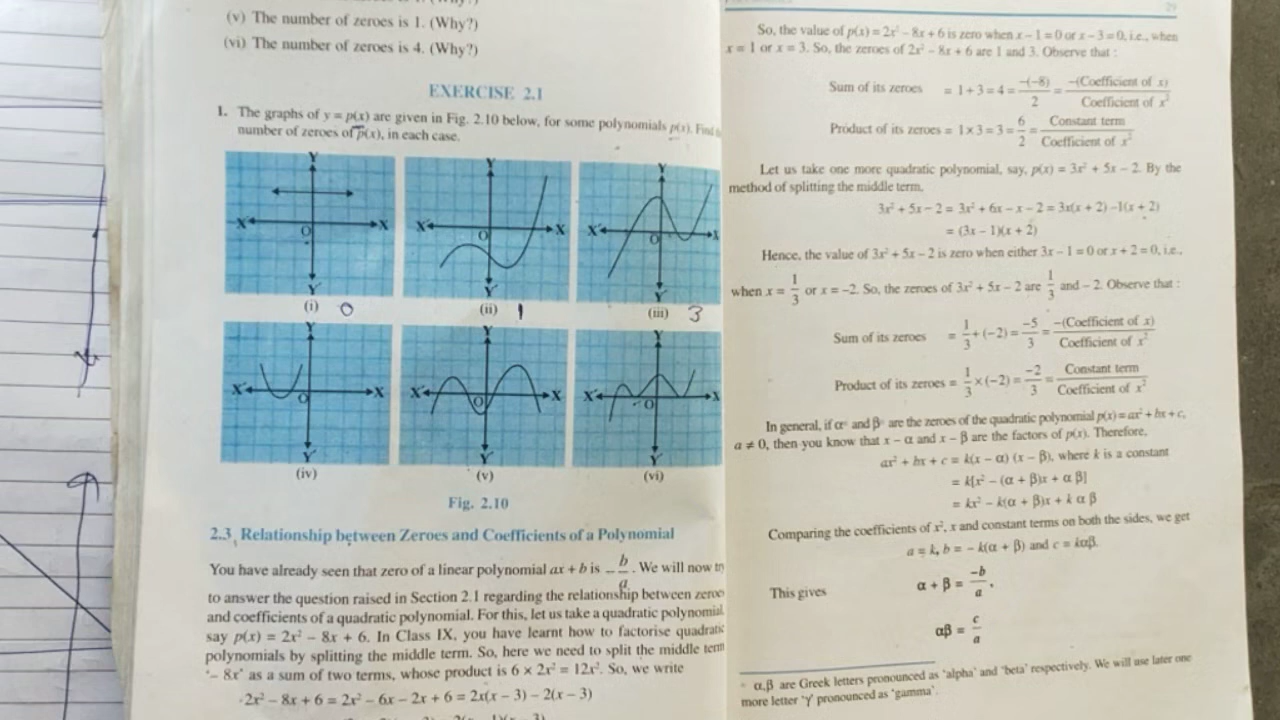 (v) The number of zeroes is 1. (Why?)
(vi) The number of zeroes is 4. (Why?)
EXERCISE 2.1
1. The graphs of y = p(x) are given in Fig. 2.10 below, for some polynomials p(x). Find
number of zeroes of p(x), in each case.
Y Y Y
X' O X X' O X X' O X
Y' Y' Y'
(i) 0 (ii) 1 (iii) 3
Y Y Y
X' O X X' O X X' O X
Y' Y' Y'
(iv) (v) (vi)
Fig. 2.10
2.3 Relationship between Zeroes and Coefficients of a Polynomial
You have already seen that zero of a linear polynomial ax + b is –b/a. We will now try
to answer the question raised in Section 2.1 regarding the relationship between zeroes
and coefficients of a polynomial. For this, let us take a quadratic polynomial,
say p(x) = 2x² – 8x + 6. In Class IX, you have learnt how to factorise quadratic
polynomials by splitting the middle term. So, here we need to split the middle term
'– 8x' as a sum of two terms, whose product is 6 × 2x² = 12x². So, we write
2x² – 8x + 6 = 2x² – 6x – 2x + 6 = 2x(x – 3) – 2(x – 3)
29
So, the value of p(x) = 2x² – 8x + 6 is zero when x – 1 = 0 or x – 3 = 0, i.e., when
x = 1 or x = 3. So, the zeroes of 2x² – 8x + 6 are 1 and 3. Observe that :
Sum of its zeroes = 1 + 3 = 4 = –(–8)/2 = –(Coefficient of x)/Coefficient of x²
Product of its zeroes = 1 × 3 = 3 = 6/2 = Constant term/Coefficient of x²
Let us take one more quadratic polynomial, say, p(x) = 3x² + 5x – 2. By the
method of splitting the middle term,
3x² + 5x – 2 = 3x² + 6x – x – 2 = 3x(x + 2) –1(x + 2)
= (3x – 1)(x + 2)
Hence, the value of 3x² + 5x – 2 is zero when either 3x – 1 = 0 or x + 2 = 0, i.e.,
when x = 1/3 or x = –2. So, the zeroes of 3x² + 5x – 2 are 1/3 and – 2. Observe that :
Sum of its zeroes = 1/3 + (–2) = –5/3 = –(Coefficient of x)/Coefficient of x²
Product of its zeroes = 1/3 × (–2) = –2/3 = Constant term/Coefficient of x²
In general, if α* and β* are the zeroes of the quadratic polynomial p(x) = ax² + bx + c,
a ≠ 0, then you know that x – α and x – β are the factors of p(x). Therefore,
ax² + bx + c = k(x – α) (x – β), where k is a constant
= k[x² – (α + β)x + α β]
= kx² – k(α + β)x + k α β
Comparing the coefficients of x², x and constant terms on both the sides, we get
a = k, b = – k(α + β) and c = kαβ.
This gives α + β = –b/a,
αβ = c/a
* α,β are Greek letters pronounced as 'alpha' and 'beta' respectively. We will use later one
more letter 'γ' pronounced as 'gamma'.